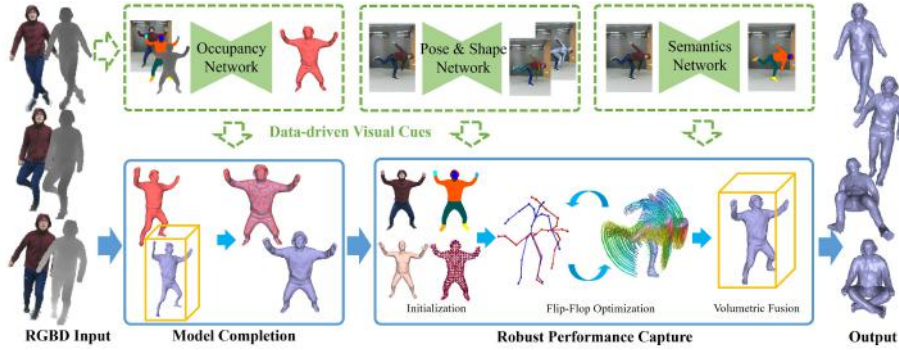 Occupancy
Network
Pose & Shape
Network
Semantics
Network
Data-driven Visual Cues
Initialization
Flip-Flop Optimization
Volumetric Fusion
RGBD Input
Model Completion
Robust Performance Capture
Output